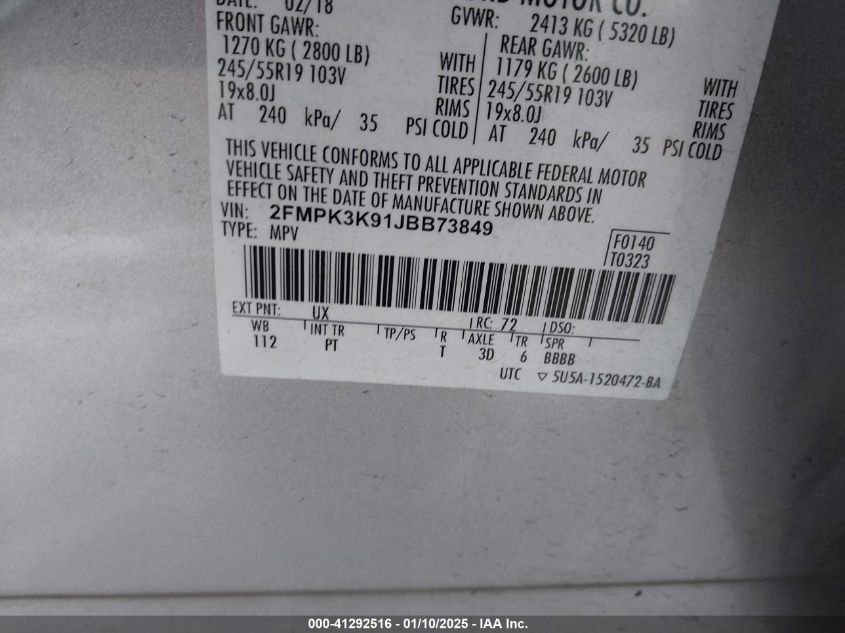 DATE: 02/18
MOTOR CO.
FRONT GAWR:
1270 KG ( 2800 LB) WITH
245/55R19 103V TIRES
19x8.0J RIMS
AT 240 kPa/ 35 PSI COLD
GVWR: 2413 KG ( 5320 LB)
REAR GAWR:
1179 KG ( 2600 LB) WITH
245/55R19 103V TIRES
19x8.0J RIMS
AT 240 kPa/ 35 PSI COLD
THIS VEHICLE CONFORMS TO ALL APPLICABLE FEDERAL MOTOR
VEHICLE SAFETY AND THEFT PREVENTION STANDARDS IN
EFFECT ON THE DATE OF MANUFACTURE SHOWN ABOVE.
VIN: 2FMPK3K91JBB73849
TYPE: MPV
F0140
T0323
EXT PNT: UX RC: 72 DSO:
WB INT TR TP/PS R AXLE TR SPR
112 PT T 3D 6 BBBB
UTC ▽ 5U5A-1520472-BA
000-41292516 - 01/10/2025 - IAA Inc.